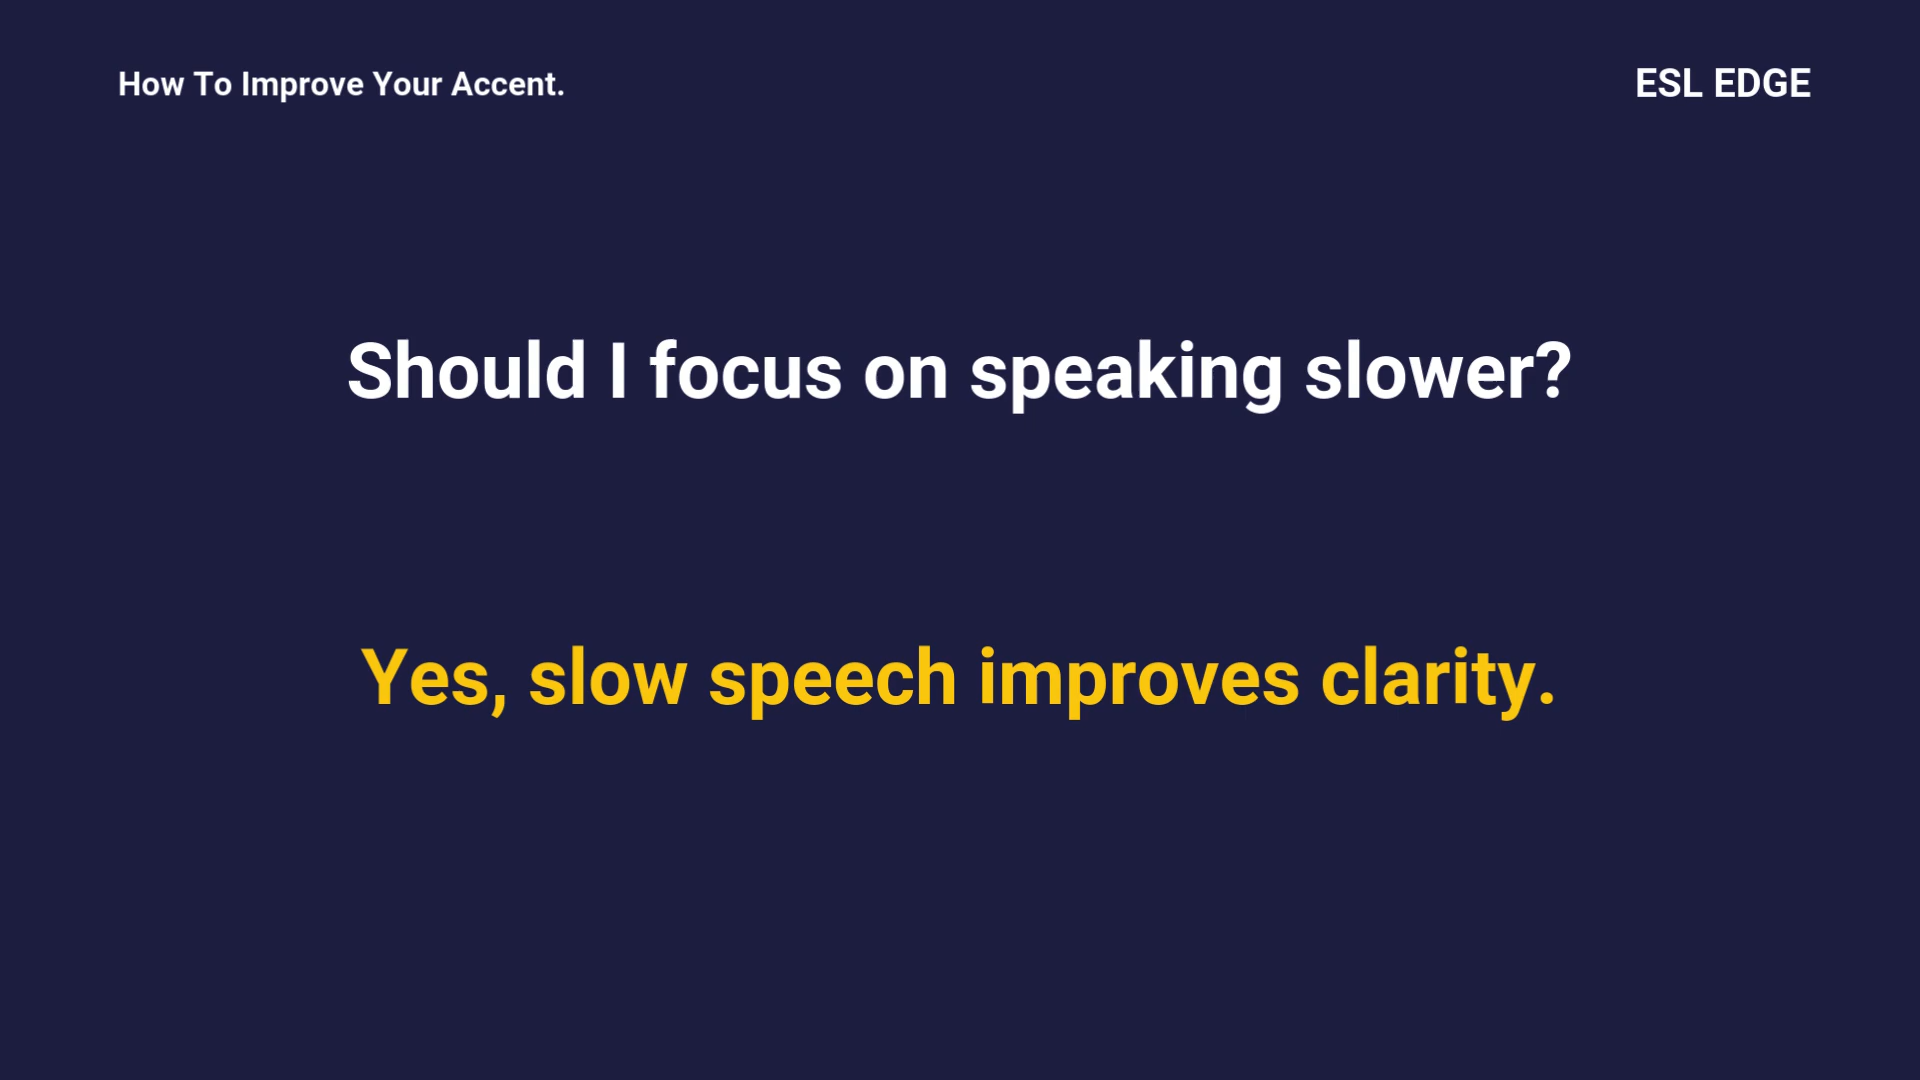 How To Improve Your Accent.
ESL EDGE
Should I focus on speaking slower?
Yes, slow speech improves clarity.